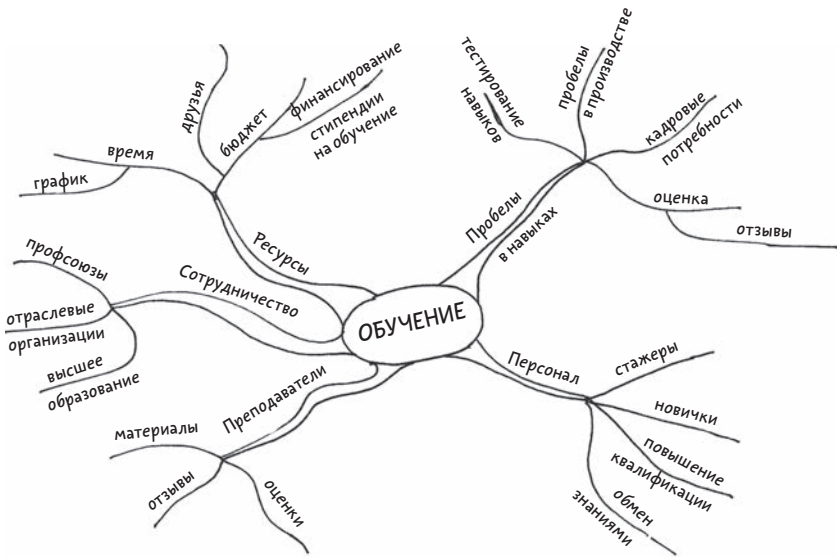 ОБУЧЕНИЕ
Ресурсы
время
график
друзья
бюджет
финансирование
стипендии
на обучение
Пробелы
в навыках
тестирование
навыков
пробелы
в производстве
кадровые
потребности
оценка
отзывы
Сотрудничество
профсоюзы
отраслевые
организации
высшее
образование
Преподаватели
материалы
отзывы
оценки
Персонал
стажеры
новички
повышение
квалификации
обмен
знаниями